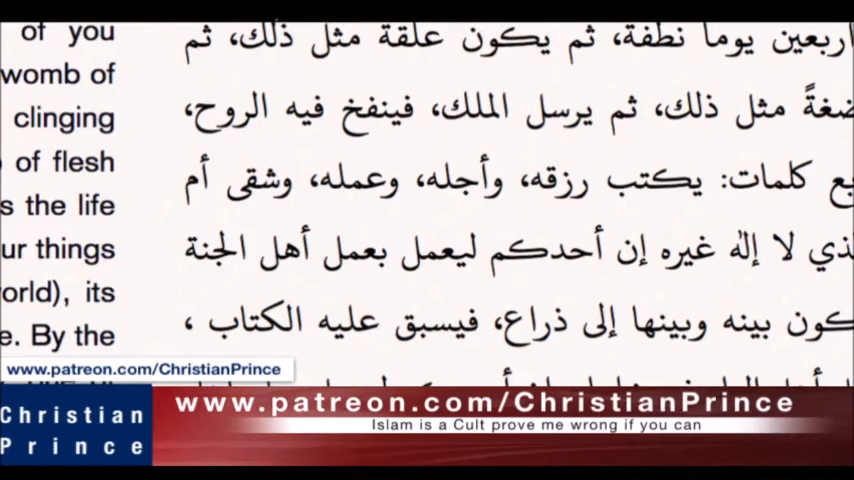 of you
womb of
clinging
of flesh
s the life
ur things
orld), its
e. By the
اربعين يوما نطفة، ثم يكون علقة مثل ذلك، ثم
ضغةً مثل ذلك، ثم يرسل الملك، فينفخ فيه الروح،
بع كلمات: يكتب رزقه، وأجله، وعمله، وشقى أم
ذي لا إله غيره إن أحدكم ليعمل بعمل أهل الجنة
كون بينه وبينها إلى ذراع، فيسبق عليه الكتاب ،
www.patreon.com/ChristianPrince
www.patreon.com/ChristianPrince
Islam is a Cult prove me wrong if you can
Christian
Prince